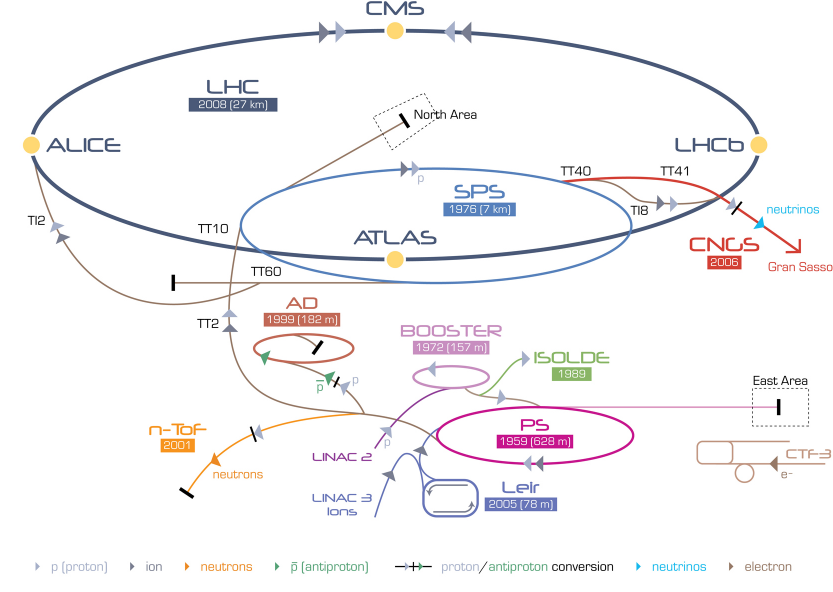 CMS
LHC
2008 (27 km)
North Area
ALICE
LHCb
TT40
TT41
p
SPS
1976 (7 km)
TI8
neutrinos
TI2
TT10
ATLAS
CNGS
2006
Gran Sasso
TT60
AD
1999 (182 m)
TT2
BOOSTER
1972 (157 m)
ISOLDE
1989
p̅
p
East Area
n-ToF
2001
PS
1959 (628 m)
p
LINAC 2
neutrons
CTF-3
e-
LINAC 3
Ions
Leir
2005 (78 m)
p (proton)
ion
neutrons
p̅ (antiproton)
proton/antiproton conversion
neutrinos
electron